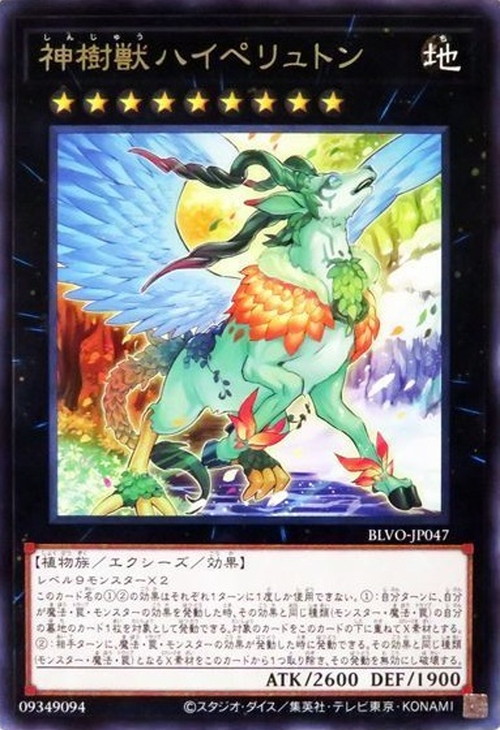 しんじゅう
神樹獣ハイペリュトン
ち
地
BLVO-JP047
【植物族／エクシーズ／効果】
レベル９モンスター×２
このカード名の①②の効果はそれぞれ１ターンに１度しか使用できない。①：自分ターンに、自分
が魔法・罠・モンスターの効果を発動した時、その効果と同じ種類（モンスター・魔法・罠）の自分
の墓地のカード１枚を対象として発動できる。対象のカードをこのカードの下に重ねてＸ素材とする。
②：相手ターンに、魔法・罠・モンスターの効果が発動した時に発動できる。その効果と同じ種類
（モンスター・魔法・罠）となるＸ素材をこのカードから１つ取り除き、その発動を無効にし破壊する。
ATK/2600 DEF/1900
09349094
©スタジオ・ダイス／集英社・テレビ東京・KONAMI